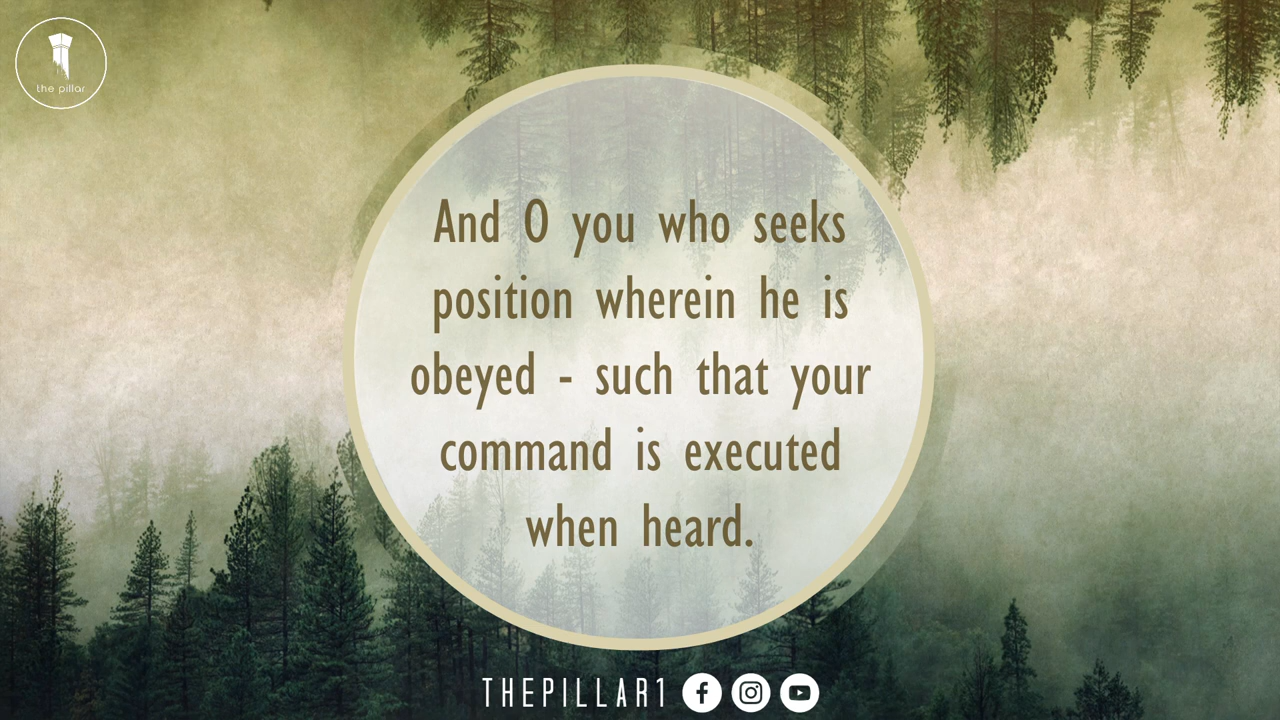 the pillar
And O you who seeks
position wherein he is
obeyed - such that your
command is executed
when heard.
THEPILLAR1